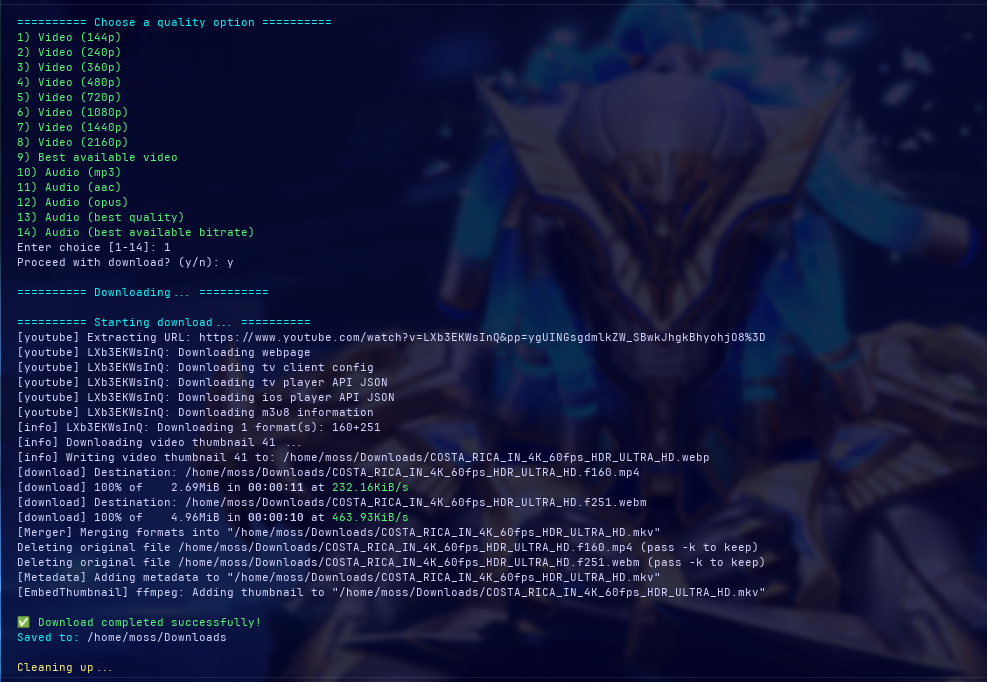 ========== Choose a quality option ==========
1) Video (144p)
2) Video (240p)
3) Video (360p)
4) Video (480p)
5) Video (720p)
6) Video (1080p)
7) Video (1440p)
8) Video (2160p)
9) Best available video
10) Audio (mp3)
11) Audio (aac)
12) Audio (opus)
13) Audio (best quality)
14) Audio (best available bitrate)
Enter choice [1-14]: 1
Proceed with download? (y/n): y
========== Downloading... ==========
========== Starting download... ==========
[youtube] Extracting URL: https://www.youtube.com/watch?v=LXb3EKWsInQ&pp=ygUINGsgdmlkZW_SBwkJhgkBhyohjO8%3D
[youtube] LXb3EKWsInQ: Downloading webpage
[youtube] LXb3EKWsInQ: Downloading tv client config
[youtube] LXb3EKWsInQ: Downloading tv player API JSON
[youtube] LXb3EKWsInQ: Downloading ios player API JSON
[youtube] LXb3EKWsInQ: Downloading m3u8 information
[info] LXb3EKWsInQ: Downloading 1 format(s): 160+251
[info] Downloading video thumbnail 41 ...
[info] Writing video thumbnail 41 to: /home/moss/Downloads/COSTA_RICA_IN_4K_60fps_HDR_ULTRA_HD.webp
[download] Destination: /home/moss/Downloads/COSTA_RICA_IN_4K_60fps_HDR_ULTRA_HD.f160.mp4
[download] 100% of    2.69MiB in 00:00:11 at 232.16KiB/s
[download] Destination: /home/moss/Downloads/COSTA_RICA_IN_4K_60fps_HDR_ULTRA_HD.f251.webm
[download] 100% of    4.96MiB in 00:00:10 at 463.93KiB/s
[Merger] Merging formats into "/home/moss/Downloads/COSTA_RICA_IN_4K_60fps_HDR_ULTRA_HD.mkv"
Deleting original file /home/moss/Downloads/COSTA_RICA_IN_4K_60fps_HDR_ULTRA_HD.f160.mp4 (pass -k to keep)
Deleting original file /home/moss/Downloads/COSTA_RICA_IN_4K_60fps_HDR_ULTRA_HD.f251.webm (pass -k to keep)
[Metadata] Adding metadata to "/home/moss/Downloads/COSTA_RICA_IN_4K_60fps_HDR_ULTRA_HD.mkv"
[EmbedThumbnail] ffmpeg: Adding thumbnail to "/home/moss/Downloads/COSTA_RICA_IN_4K_60fps_HDR_ULTRA_HD.mkv"
✅ Download completed successfully!
Saved to: /home/moss/Downloads
Cleaning up...